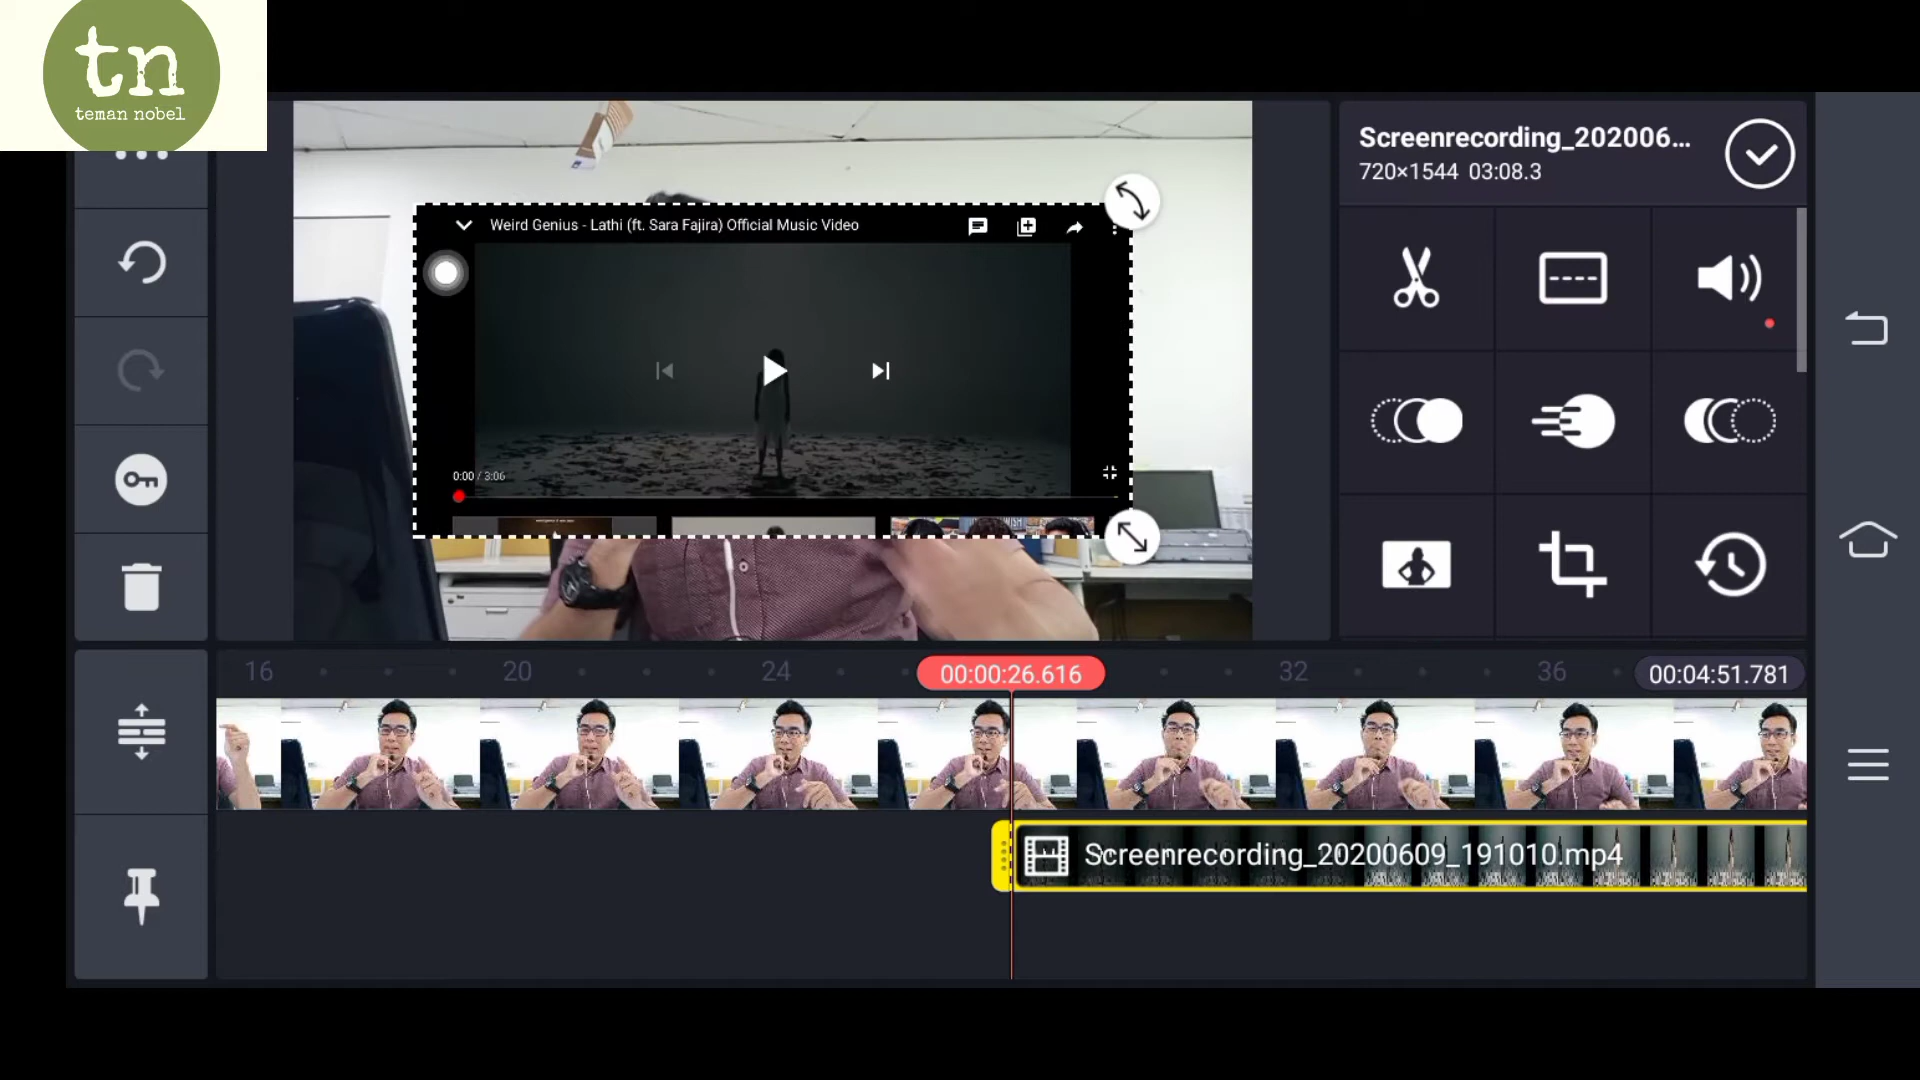 tn
teman nobel
Screenrecording_202006...
720×1544 03:08.3
Weird Genius - Lathi (ft. Sara Fajira) Official Music Video
0:00 / 3:06
16
20
24
00:00:26.616
32
36
00:04:51.781
Screenrecording_20200609_191010.mp4